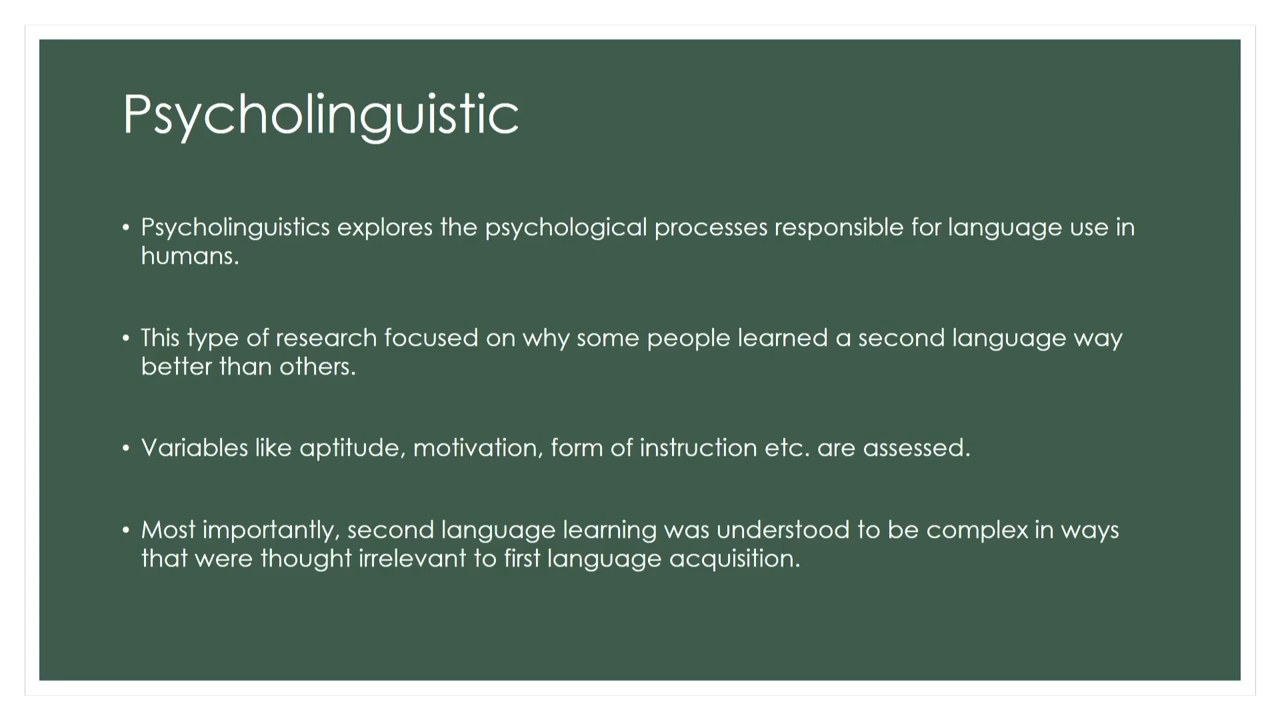 Psycholinguistic
• Psycholinguistics explores the psychological processes responsible for language use in
humans.
• This type of research focused on why some people learned a second language way
better than others.
• Variables like aptitude, motivation, form of instruction etc. are assessed.
• Most importantly, second language learning was understood to be complex in ways
that were thought irrelevant to first language acquisition.